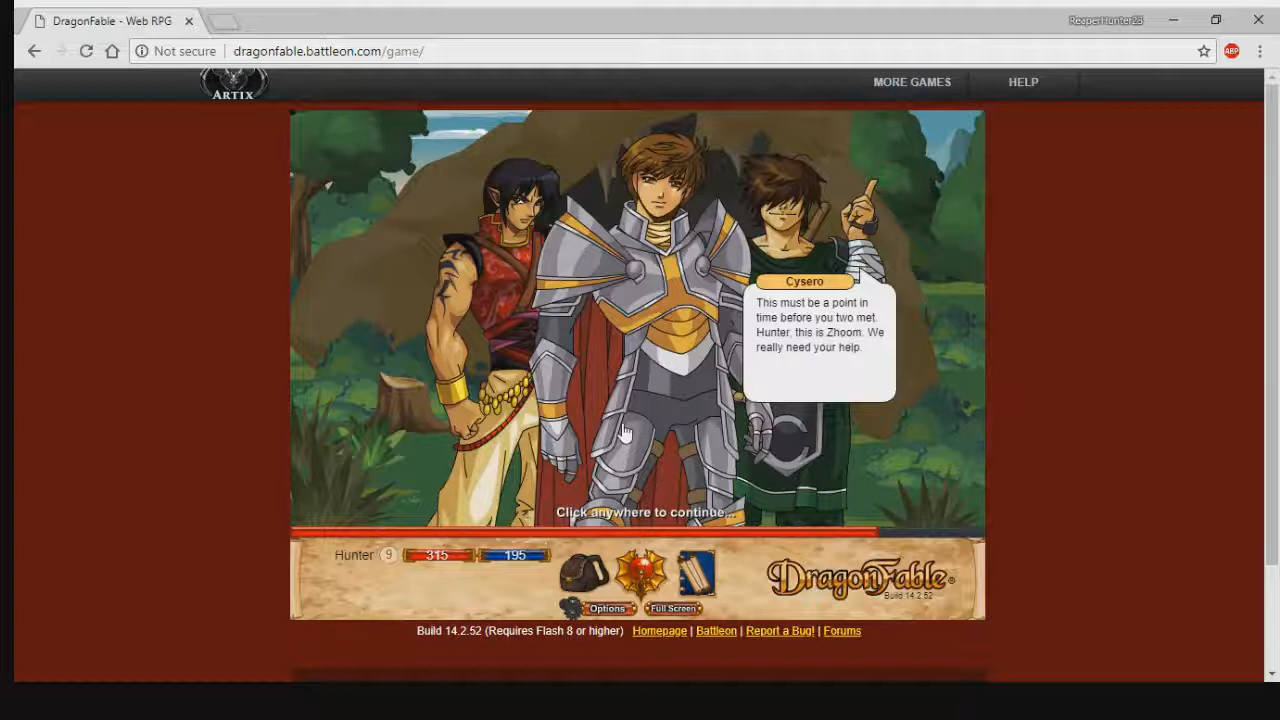 DragonFable - Web RPG
ReaperHunter23
Not secure
dragonfable.battleon.com/game/
ABP
ARTIX
MORE GAMES
HELP
Cysero
This must be a point in
time before you two met.
Hunter, this is Zhoom. We
really need your help.
Click anywhere to continue...
Hunter 9 315 195
DragonFable
Build 14.2.52
Options
Full Screen
Build 14.2.52 (Requires Flash 8 or higher) Homepage | Battleon | Report a Bug! | Forums